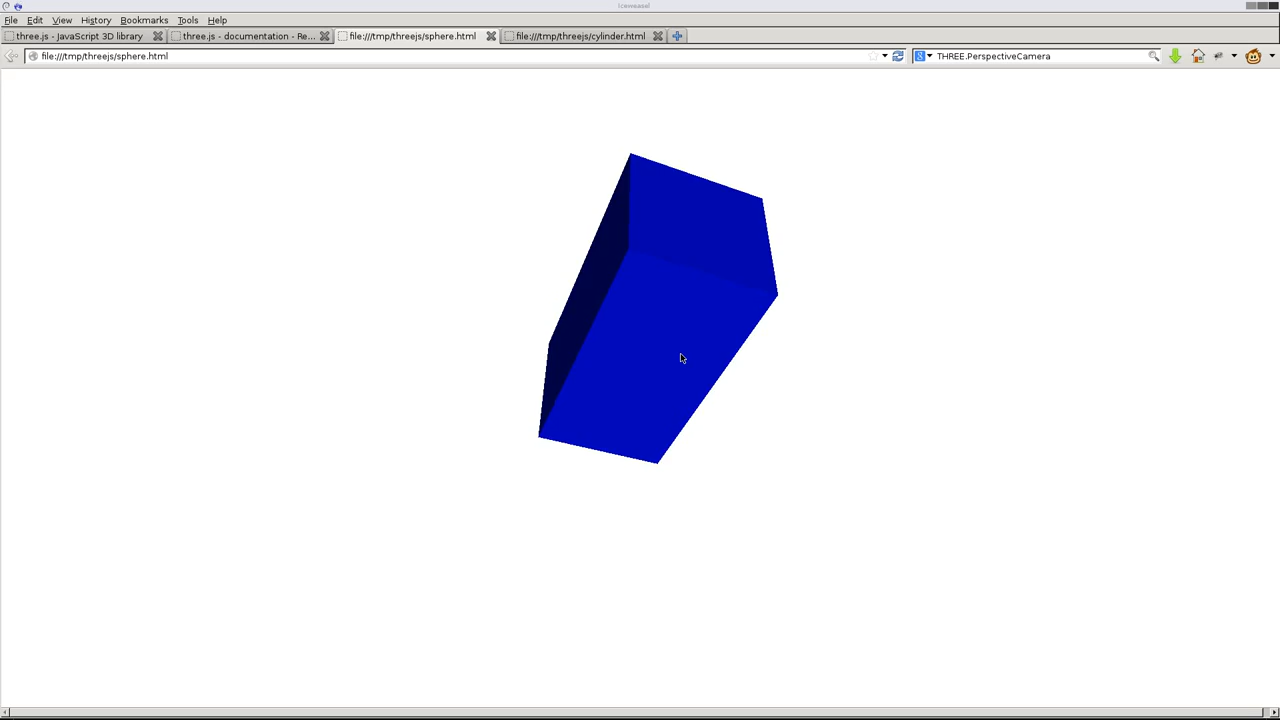 Iceweasel
File Edit View History Bookmarks Tools Help
three.js - JavaScript 3D library three.js - documentation - Re... file:///tmp/threejs/sphere.html file:///tmp/threejs/cylinder.html
file:///tmp/threejs/sphere.html THREE.PerspectiveCamera